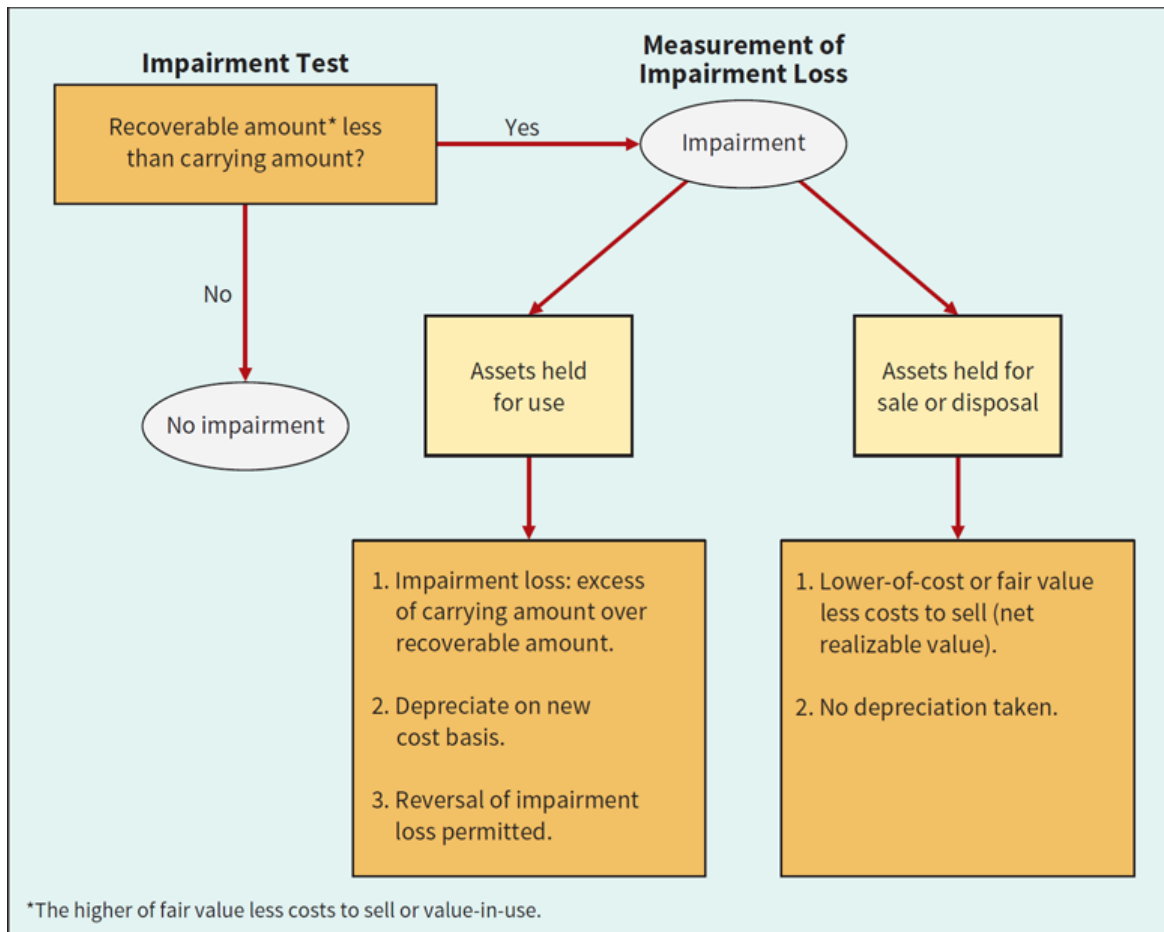 Impairment Test
Measurement of
Impairment Loss
Recoverable amount* less
than carrying amount?
Yes
Impairment
No
No impairment
Assets held
for use
Assets held for
sale or disposal
1. Impairment loss: excess
of carrying amount over
recoverable amount.
2. Depreciate on new
cost basis.
3. Reversal of impairment
loss permitted.
1. Lower-of-cost or fair value
less costs to sell (net
realizable value).
2. No depreciation taken.
*The higher of fair value less costs to sell or value-in-use.